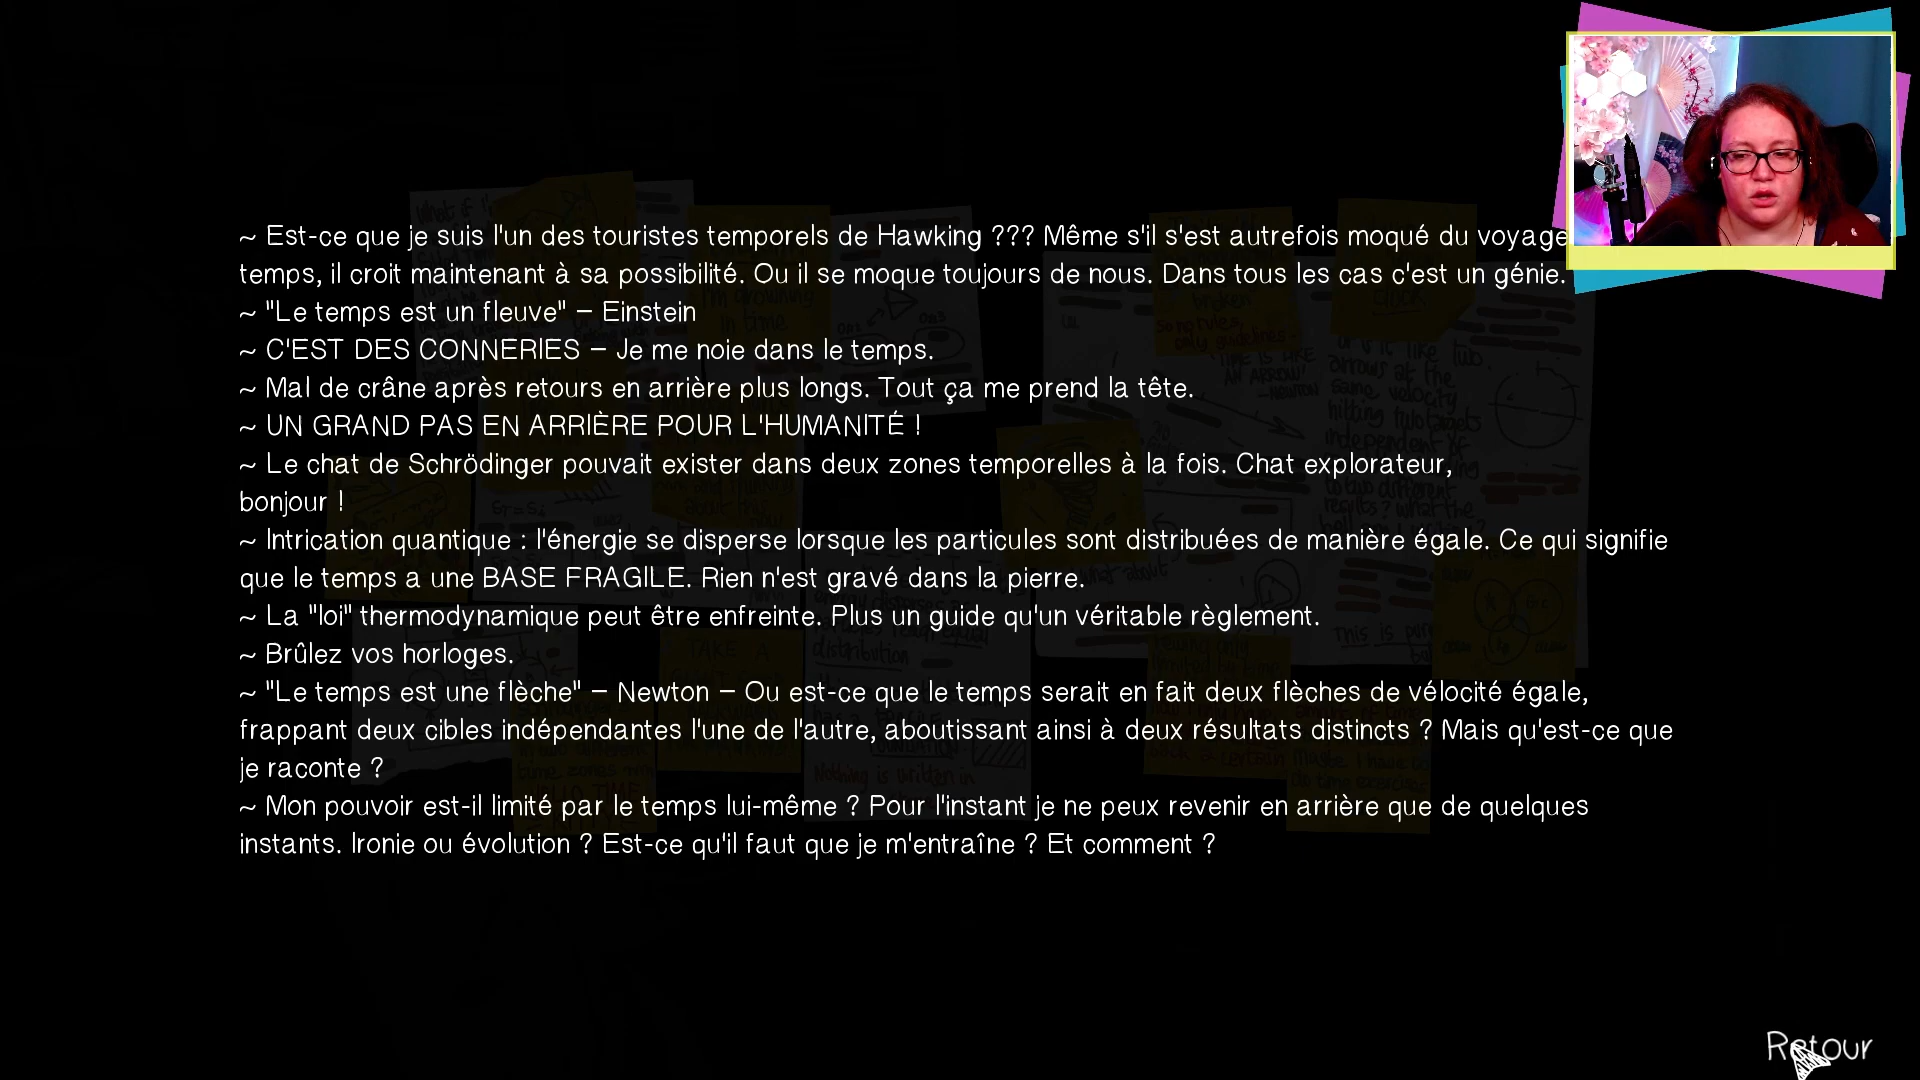 ~ Est-ce que je suis l'un des touristes temporels de Hawking ??? Même s'il s'est autrefois moqué du voyage
temps, il croit maintenant à sa possibilité. Ou il se moque toujours de nous. Dans tous les cas c'est un génie.
~ "Le temps est un fleuve" – Einstein
~ C'EST DES CONNERIES – Je me noie dans le temps.
~ Mal de crâne après retours en arrière plus longs. Tout ça me prend la tête.
~ UN GRAND PAS EN ARRIÈRE POUR L'HUMANITÉ !
~ Le chat de Schrödinger pouvait exister dans deux zones temporelles à la fois. Chat explorateur,
bonjour !
~ Intrication quantique : l'énergie se disperse lorsque les particules sont distribuées de manière égale. Ce qui signifie
que le temps a une BASE FRAGILE. Rien n'est gravé dans la pierre.
~ La "loi" thermodynamique peut être enfreinte. Plus un guide qu'un véritable règlement.
~ Brûlez vos horloges.
~ "Le temps est une flèche" – Newton – Ou est-ce que le temps serait en fait deux flèches de vélocité égale,
frappant deux cibles indépendantes l'une de l'autre, aboutissant ainsi à deux résultats distincts ? Mais qu'est-ce que
je raconte ?
~ Mon pouvoir est-il limité par le temps lui-même ? Pour l'instant je ne peux revenir en arrière que de quelques
instants. Ironie ou évolution ? Est-ce qu'il faut que je m'entraîne ? Et comment ?
Retour